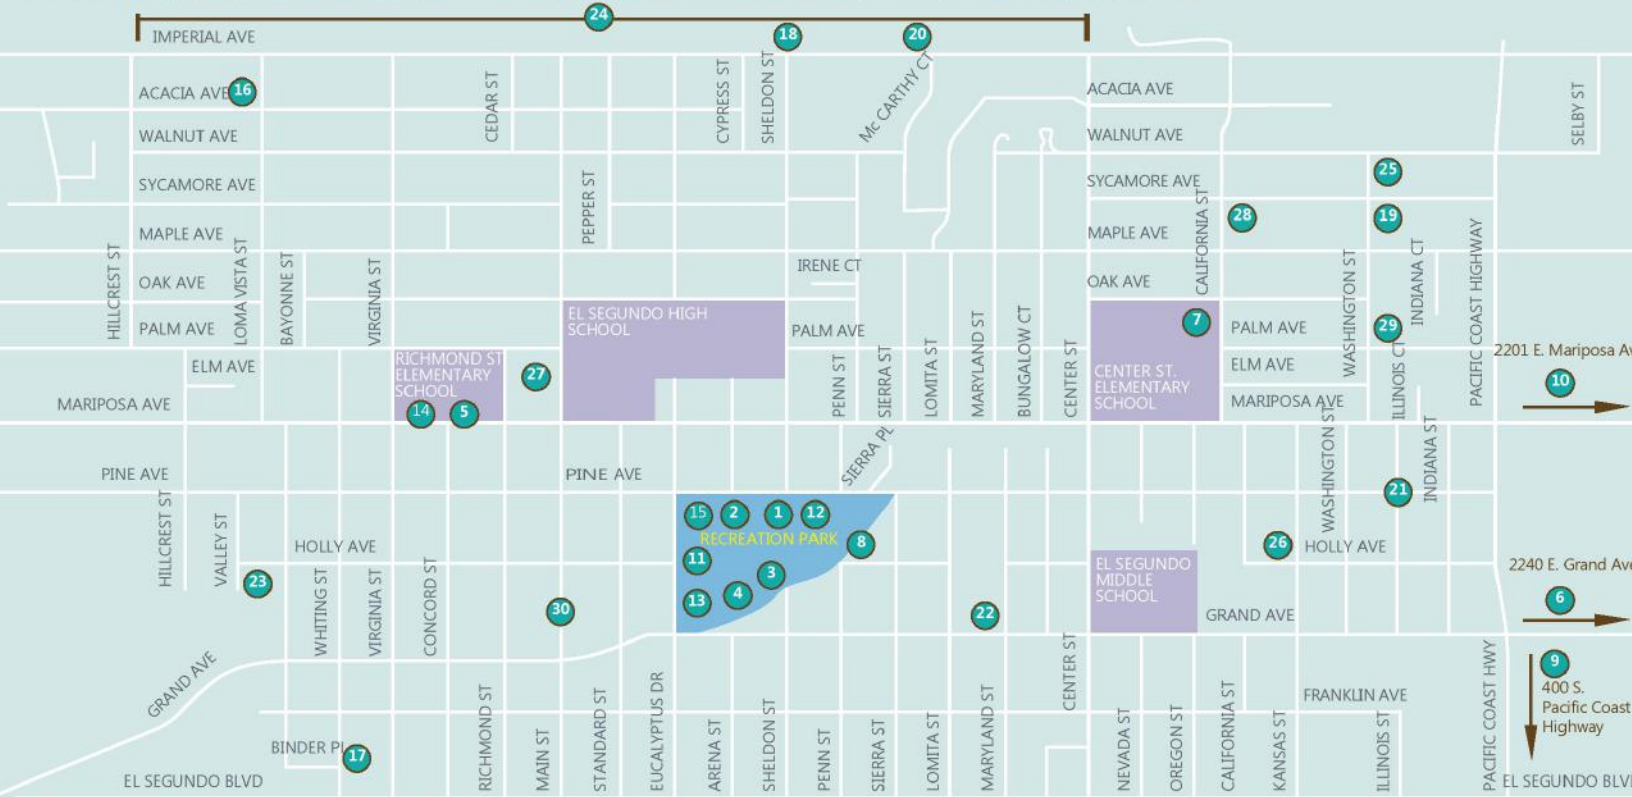 24
IMPERIAL AVE
18
20
ACACIA AVE
16
CEDAR ST
CYPRESS ST
SHELDON ST
Mc CARTHY CT
ACACIA AVE
SELBY ST
WALNUT AVE
WALNUT AVE
SYCAMORE AVE
PEPPER ST
SYCAMORE AVE
25
MAPLE AVE
MAPLE AVE
CALIFORNIA ST
28
19
HILLCREST ST
OAK AVE
LOMA VISTA ST
BAYONNE ST
VIRGINIA ST
IRENE CT
OAK AVE
WASHINGTON ST
INDIANA CT
PACIFIC COAST HIGHWAY
PALM AVE
EL SEGUNDO HIGH
SCHOOL
PALM AVE
7
PALM AVE
29
ELM AVE
RICHMOND ST
ELEMENTARY
SCHOOL
27
PENN ST
SIERRA ST
LOMITA ST
MARYLAND ST
BUNGALOW CT
CENTER ST
CENTER ST.
ELEMENTARY
SCHOOL
ELM AVE
ILLINOIS CT
2201 E. Mariposa Av
10
MARIPOSA AVE
14
5
MARIPOSA AVE
PINE AVE
PINE AVE
SIERRA PL
WASHINGTON ST
21
INDIANA ST
HILLCREST ST
VALLEY ST
15
2
1
12
RECREATION PARK
8
HOLLY AVE
26
HOLLY AVE
23
WHITING ST
VIRGINIA ST
CONCORD ST
11
3
EL SEGUNDO
MIDDLE
SCHOOL
2240 E. Grand Ave
6
30
13
4
22
GRAND AVE
GRAND AVE
CENTER ST
9
400 S.
Pacific Coast
Highway
RICHMOND ST
MAIN ST
STANDARD ST
EUCALYPTUS DR
ARENA ST
SHELDON ST
PENN ST
SIERRA ST
LOMITA ST
MARYLAND ST
NEVADA ST
OREGON ST
CALIFORNIA ST
KANSAS ST
FRANKLIN AVE
ILLINOIS ST
PACIFIC COAST HWY
BINDER Pl
17
EL SEGUNDO BLVD
EL SEGUNDO BLV